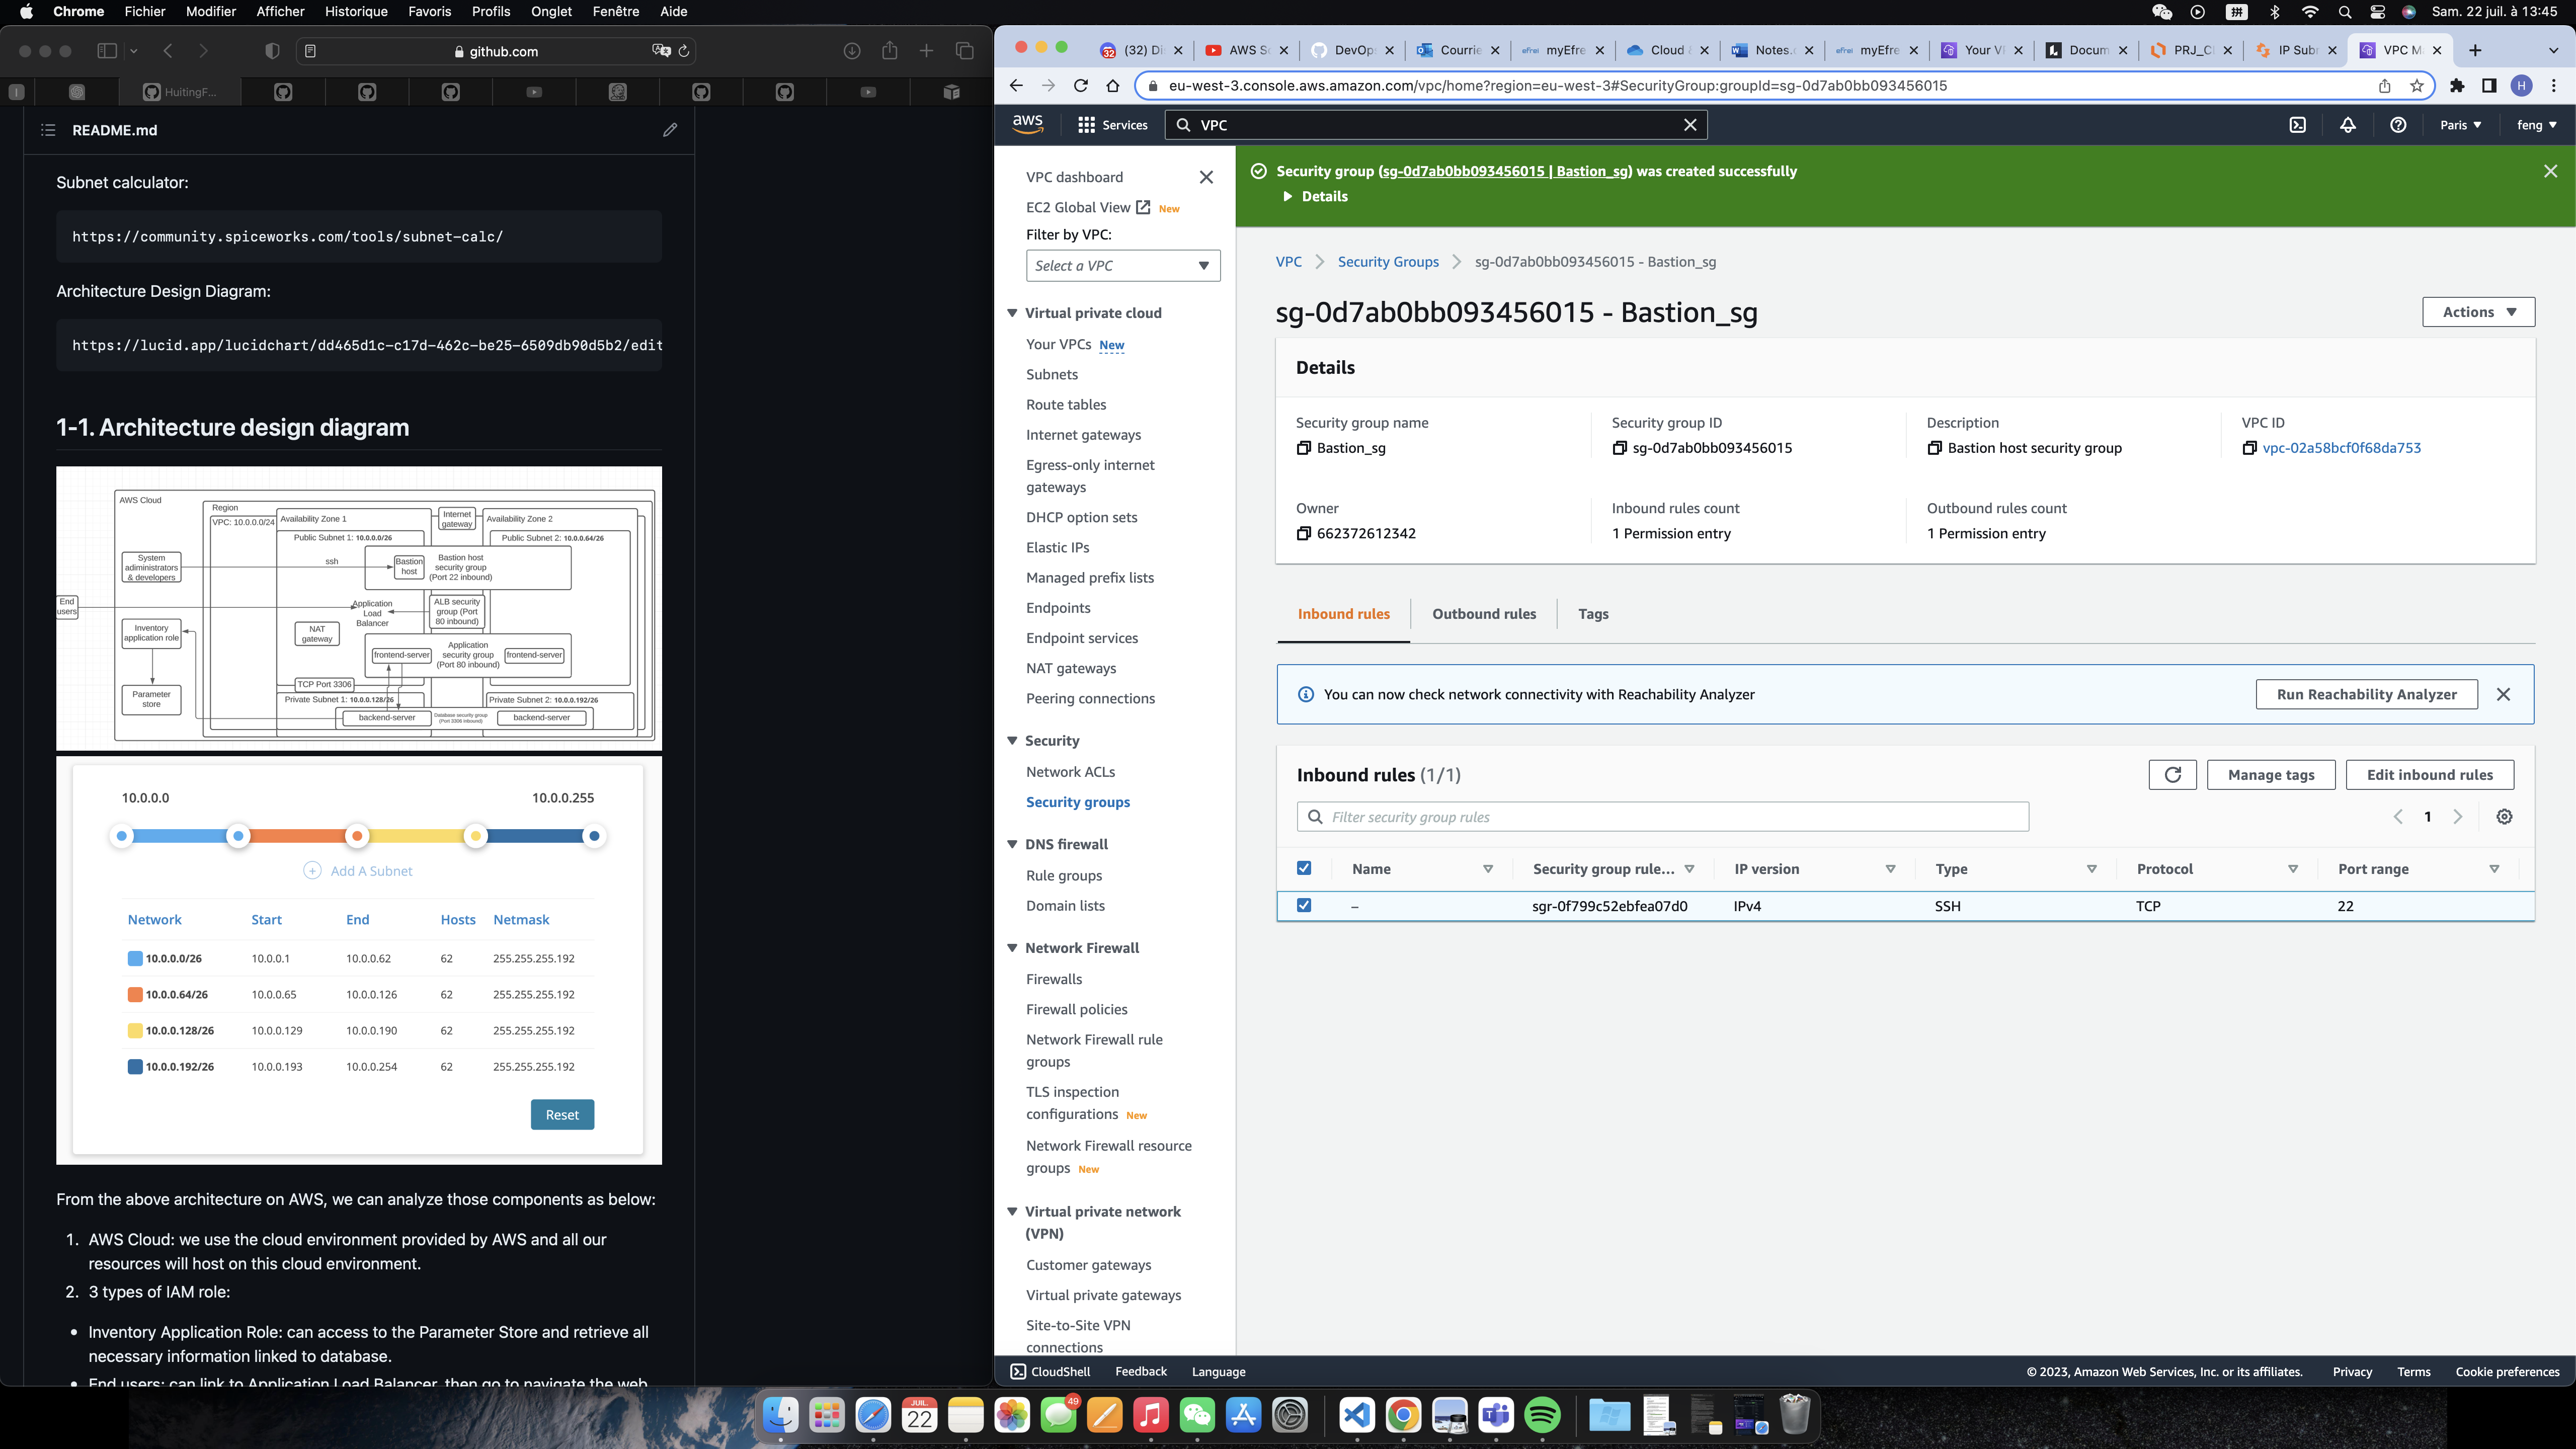 Chrome Fichier Modifier Afficher Historique Favoris Profils Onglet Fenêtre Aide
Sam. 22 juil. à 13:45
github.com
HuitingF...
README.md
Subnet calculator:
https://community.spiceworks.com/tools/subnet-calc/
Architecture Design Diagram:
https://lucid.app/lucidchart/dd465d1c-c17d-462c-be25-6509db90d5b2/edit
1-1. Architecture design diagram
AWS Cloud
Region
VPC: 10.0.0.0/24
Availability Zone 1
Internet gateway
Availability Zone 2
Public Subnet 1: 10.0.0.0/26
Public Subnet 2: 10.0.0.64/26
System adiministrators & developers
ssh
Bastion host
Bastion host security group (Port 22 inbound)
End users
Application Load Balancer
ALB security group (Port 80 inbound)
Inventory application role
NAT gateway
Application security group (Port 80 inbound)
frontend-server
frontend-server
TCP Port 3306
Parameter store
Private Subnet 1: 10.0.0.128/26
Private Subnet 2: 10.0.0.192/26
backend-server
Database security group (Port 3306 inbound)
backend-server
10.0.0.0 10.0.0.255
Add A Subnet
Network Start End Hosts Netmask
10.0.0.0/26 10.0.0.1 10.0.0.62 62 255.255.255.192
10.0.0.64/26 10.0.0.65 10.0.0.126 62 255.255.255.192
10.0.0.128/26 10.0.0.129 10.0.0.190 62 255.255.255.192
10.0.0.192/26 10.0.0.193 10.0.0.254 62 255.255.255.192
Reset
From the above architecture on AWS, we can analyze those components as below:
1. AWS Cloud: we use the cloud environment provided by AWS and all our
resources will host on this cloud environment.
2. 3 types of IAM role:
• Inventory Application Role: can access to the Parameter Store and retrieve all
necessary information linked to database.
• End users: can link to Application Load Balancer, then go to navigate the web
(32) Di AWS S DevOp Courrie myEfre Cloud Notes. myEfre Your V Docum PRJ_C IP Sub VPC M
eu-west-3.console.aws.amazon.com/vpc/home?region=eu-west-3#SecurityGroup:groupId=sg-0d7ab0bb093456015
H
aws Services VPC Paris feng
VPC dashboard
EC2 Global View New
Filter by VPC:
Select a VPC
Virtual private cloud
Your VPCs New
Subnets
Route tables
Internet gateways
Egress-only internet
gateways
DHCP option sets
Elastic IPs
Managed prefix lists
Endpoints
Endpoint services
NAT gateways
Peering connections
Security
Network ACLs
Security groups
DNS firewall
Rule groups
Domain lists
Network Firewall
Firewalls
Firewall policies
Network Firewall rule
groups
TLS inspection
configurations New
Network Firewall resource
groups New
Virtual private network
(VPN)
Customer gateways
Virtual private gateways
Site-to-Site VPN
connections
Security group (sg-0d7ab0bb093456015 | Bastion_sg) was created successfully
Details
VPC Security Groups sg-0d7ab0bb093456015 - Bastion_sg
sg-0d7ab0bb093456015 - Bastion_sg
Actions
Details
Security group name Security group ID Description VPC ID
Bastion_sg sg-0d7ab0bb093456015 Bastion host security group vpc-02a58bcf0f68da753
Owner Inbound rules count Outbound rules count
662372612342 1 Permission entry 1 Permission entry
Inbound rules Outbound rules Tags
You can now check network connectivity with Reachability Analyzer
Run Reachability Analyzer
Inbound rules (1/1)
Manage tags
Edit inbound rules
Filter security group rules
1
Name Security group rule... IP version Type Protocol Port range
– sgr-0f799c52ebfea07d0 IPv4 SSH TCP 22
CloudShell Feedback Language
© 2023, Amazon Web Services, Inc. or its affiliates. Privacy Terms Cookie preferences
JUIL. 22
49